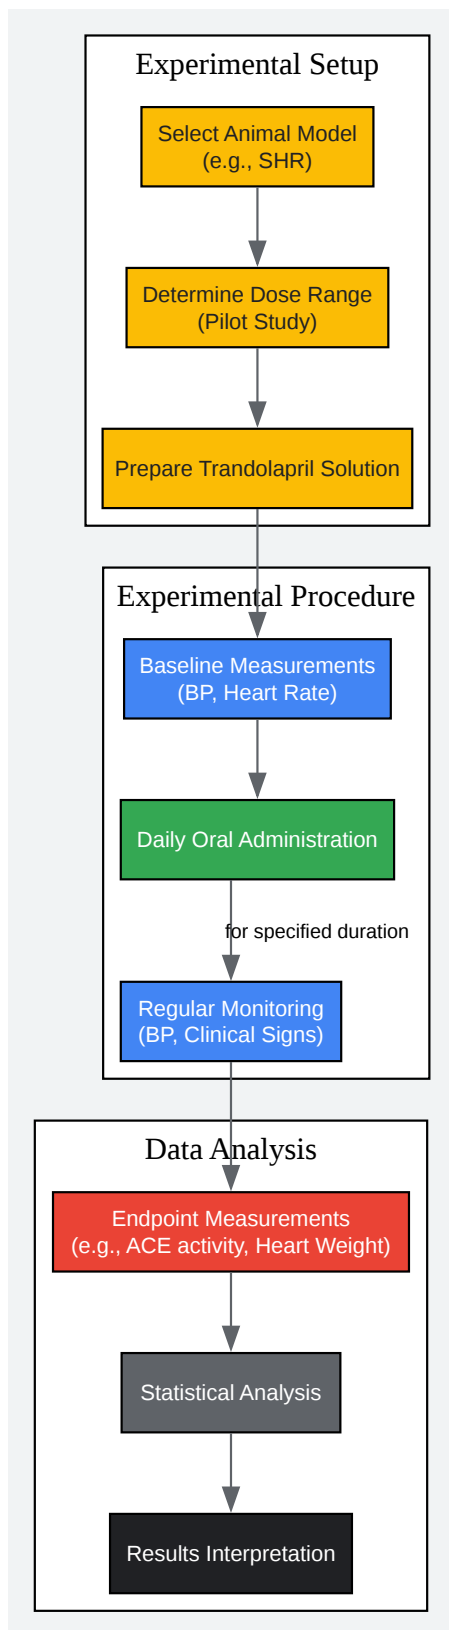 Experimental Setup
Select Animal Model
(e.g., SHR)
Determine Dose Range
(Pilot Study)
Prepare Trandolapril Solution
Experimental Procedure
Baseline Measurements
(BP, Heart Rate)
Daily Oral Administration
for specified duration
Regular Monitoring
(BP, Clinical Signs)
Data Analysis
Endpoint Measurements
(e.g., ACE activity, Heart Weight)
Statistical Analysis
Results Interpretation